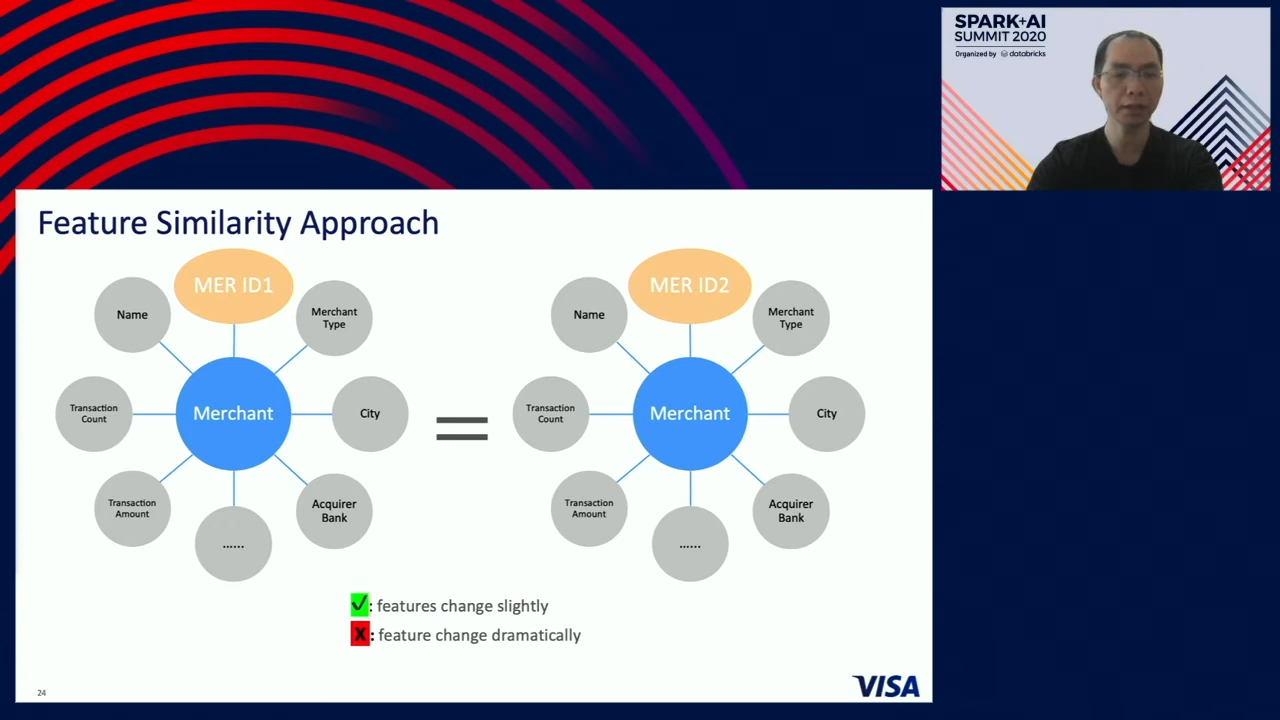 SPARK+AI
SUMMIT 2020
Organized by databricks
Feature Similarity Approach
MER ID1
Name
Merchant
Type
Transaction
Count
Merchant
City
Transaction
Amount
Acquirer
Bank
......
=
MER ID2
Name
Merchant
Type
Transaction
Count
Merchant
City
Transaction
Amount
Acquirer
Bank
......
✓: features change slightly
X: feature change dramatically
24
VISA